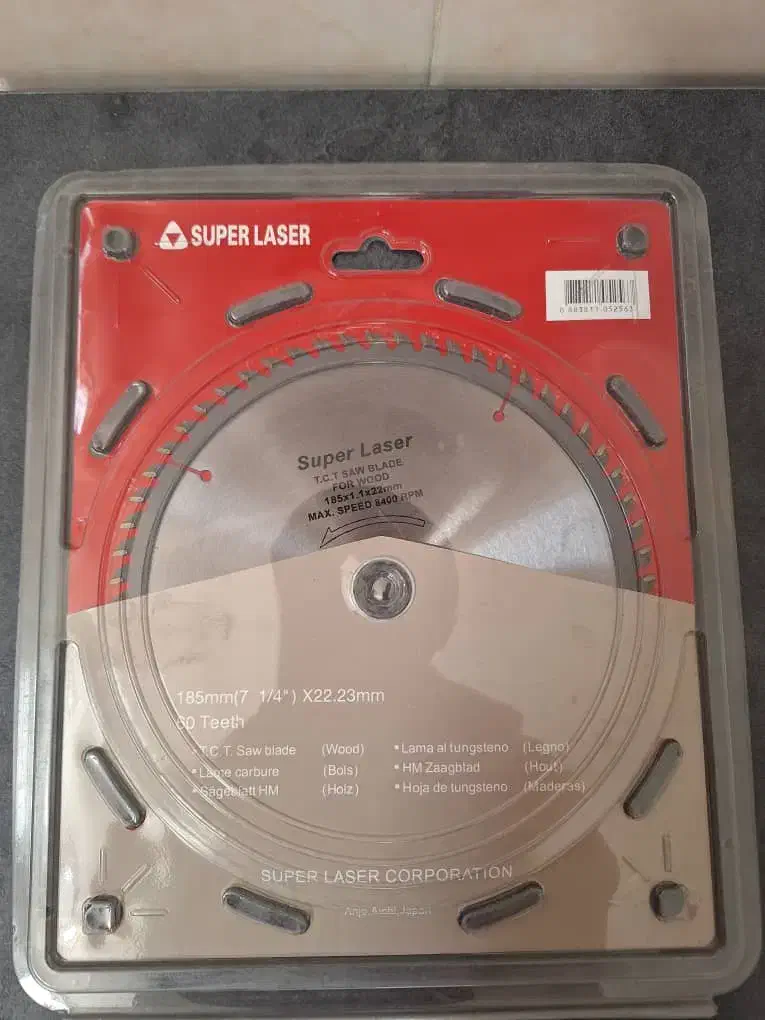 SUPER LASER
Super Laser
T.C.T SAW BLADE
FOR WOOD
185x1.1x22mm
MAX. SPEED 8400 RPM
185mm(7 1/4") X22.23mm
60 Teeth
• T.C.T. Saw blade (Wood) • Lama al tungsteno (Legno)
• Lame carbure (Bois) • HM Zaagblad (Hout)
• Sägeblatt HM (Holz) • Hoja de tungsteno (Maderas)
SUPER LASER CORPORATION
Anjo, Aichi, Japan